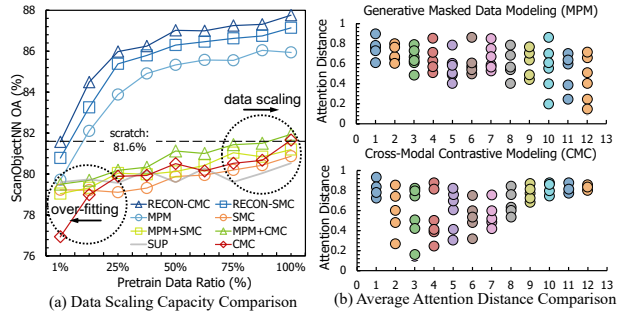 ScanObjectNN OA (%)
88
86
84
82
80
78
76
scratch:
81.6%
data scaling
over-fitting
RECON-CMC
RECON-SMC
MPM
SMC
MPM+SMC
MPM+CMC
SUP
CMC
1%
25%
50%
75%
100%
Pretrain Data Ratio (%)
(a) Data Scaling Capacity Comparison
Generative Masked Data Modeling (MPM)
Attention Distance
1
0.8
0.6
0.4
0.2
0
0 1 2 3 4 5 6 7 8 9 10 11 12 13
Cross-Modal Contrastive Modeling (CMC)
Attention Distance
1
0.8
0.6
0.4
0.2
0
0 1 2 3 4 5 6 7 8 9 10 11 12 13
(b) Average Attention Distance Comparison